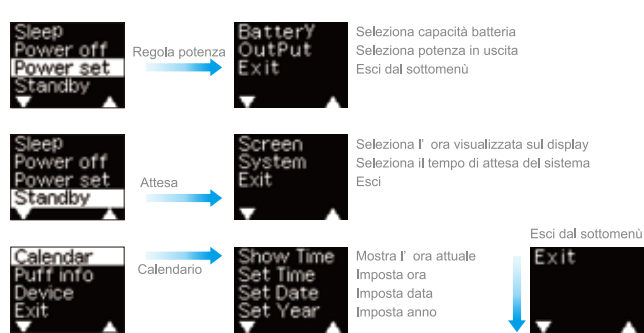 Sleep
Power off
Power set
Standby
Regola potenza
BatterY
OutPut
Exit
Seleziona capacità batteria
Seleziona potenza in uscita
Esci dal sottomenù
Sleep
Power off
Power set
Standby
Attesa
Screen
System
Exit
Seleziona l' ora visualizzata sul display
Seleziona il tempo di attesa del sistema
Esci
Calendar
Puff info
Device
Exit
Calendario
Show Time
Set Time
Set Date
Set Year
Mostra l' ora attuale
Imposta ora
Imposta data
Imposta anno
Esci dal sottomenù
Exit